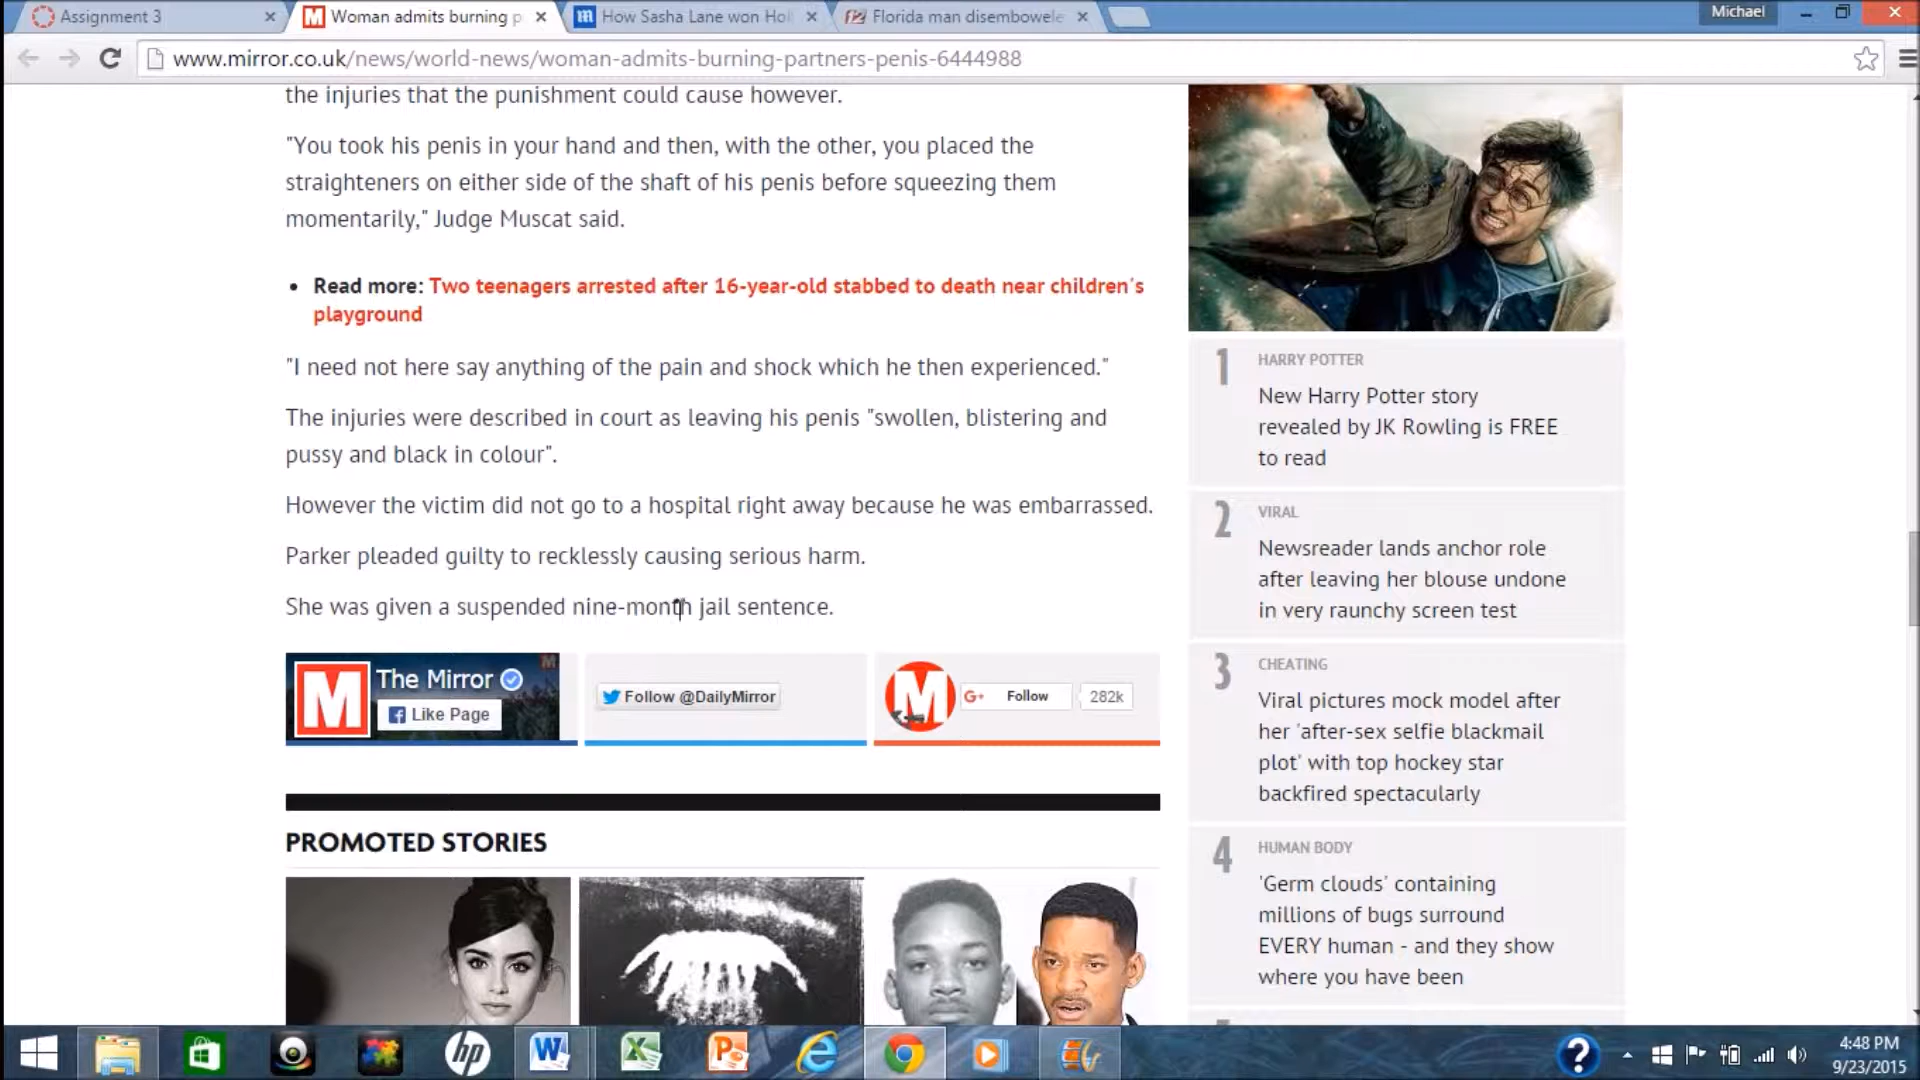 Assignment 3
Woman admits burning p
How Sasha Lane won Hol
Florida man disembowele
Michael
www.mirror.co.uk/news/world-news/woman-admits-burning-partners-penis-6444988
the injuries that the punishment could cause however.
"You took his penis in your hand and then, with the other, you placed the
straighteners on either side of the shaft of his penis before squeezing them
momentarily," Judge Muscat said.
Read more: Two teenagers arrested after 16-year-old stabbed to death near children's
playground
"I need not here say anything of the pain and shock which he then experienced."
The injuries were described in court as leaving his penis "swollen, blistering and
pussy and black in colour".
However the victim did not go to a hospital right away because he was embarrassed.
Parker pleaded guilty to recklessly causing serious harm.
She was given a suspended nine-month jail sentence.
M
The Mirror
Like Page
Follow @DailyMirror
M
G+ Follow
282k
PROMOTED STORIES
1
HARRY POTTER
New Harry Potter story
revealed by JK Rowling is FREE
to read
2
VIRAL
Newsreader lands anchor role
after leaving her blouse undone
in very raunchy screen test
3
CHEATING
Viral pictures mock model after
her 'after-sex selfie blackmail
plot' with top hockey star
backfired spectacularly
4
HUMAN BODY
'Germ clouds' containing
millions of bugs surround
EVERY human - and they show
where you have been
4:48 PM
9/23/2015